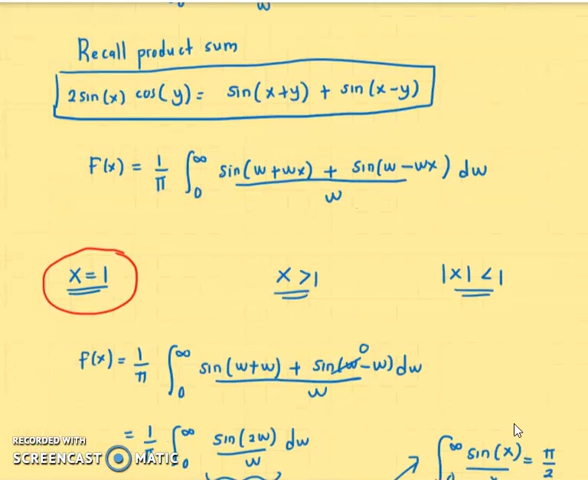 w
Recall product sum
2sin(x) cos(y) = sin(x+y) + sin(x-y)
F(x) = 1/π ∫₀^∞ (sin(w+wx) + sin(w-wx))/w dw
x=1 x>1 |x|<1
f(x) = 1/π ∫₀^∞ (sin(w+w) + sin(w-w)⁰)/w dw
= 1/π ∫₀^∞ sin(2w)/w dw
∫₀^∞ sin(x)/x = π/2
RECORDED WITH
SCREENCAST MATIC